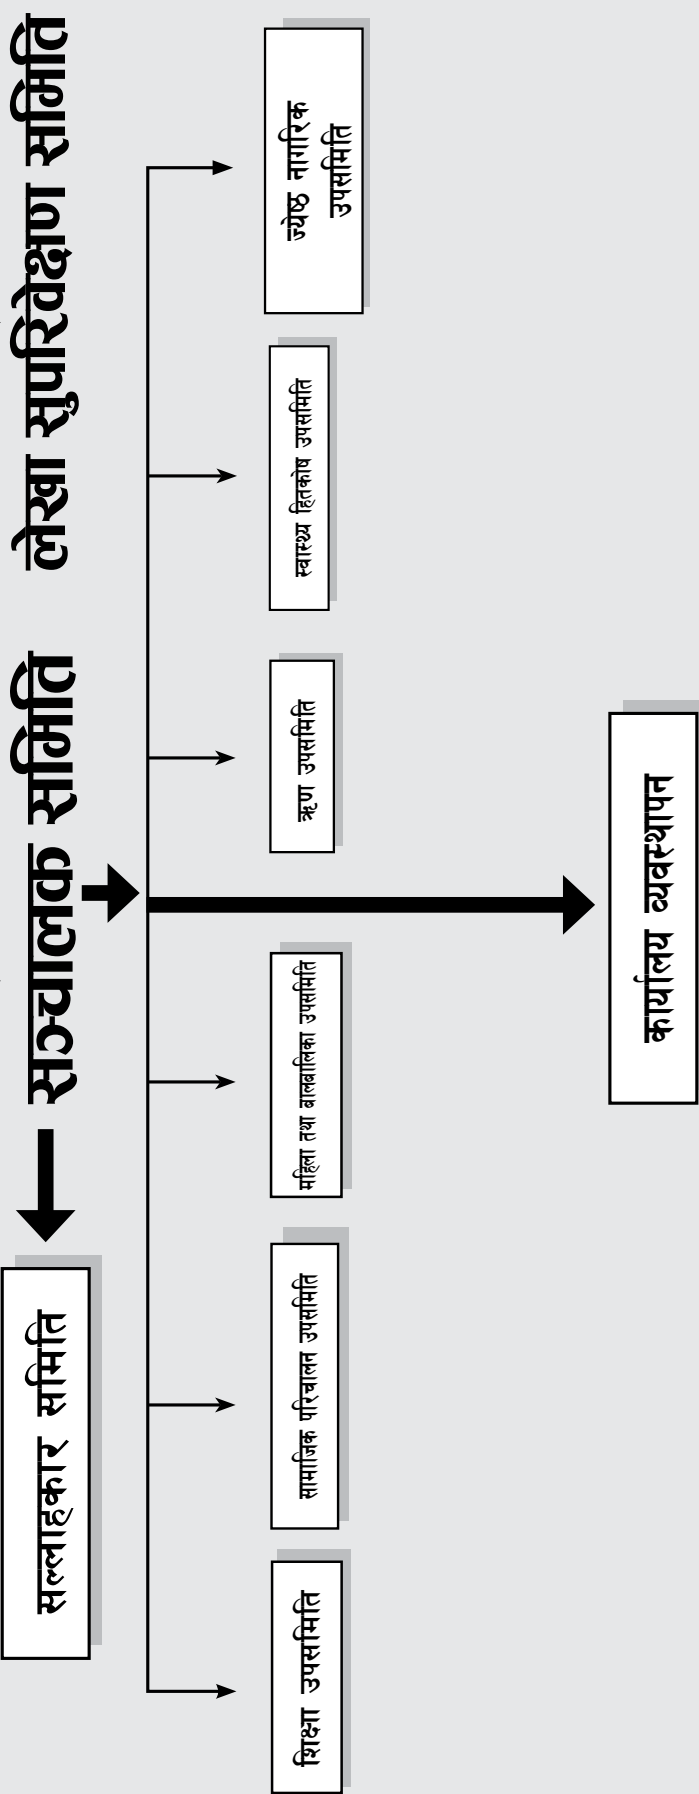 सञ्चालक समिति
लेखा सुपरिवेक्षण समिति
सल्लाहकार समिति
शिक्षा उपसमिति
सामाजिक परिचालन उपसमिति
महिला तथा बालबालिका उपसमिति
ऋण उपसमिति
स्वास्थ्य हितकोष उपसमिति
ज्येष्ठ नागरिक
उपसमिति
कार्यालय व्यवस्थापन